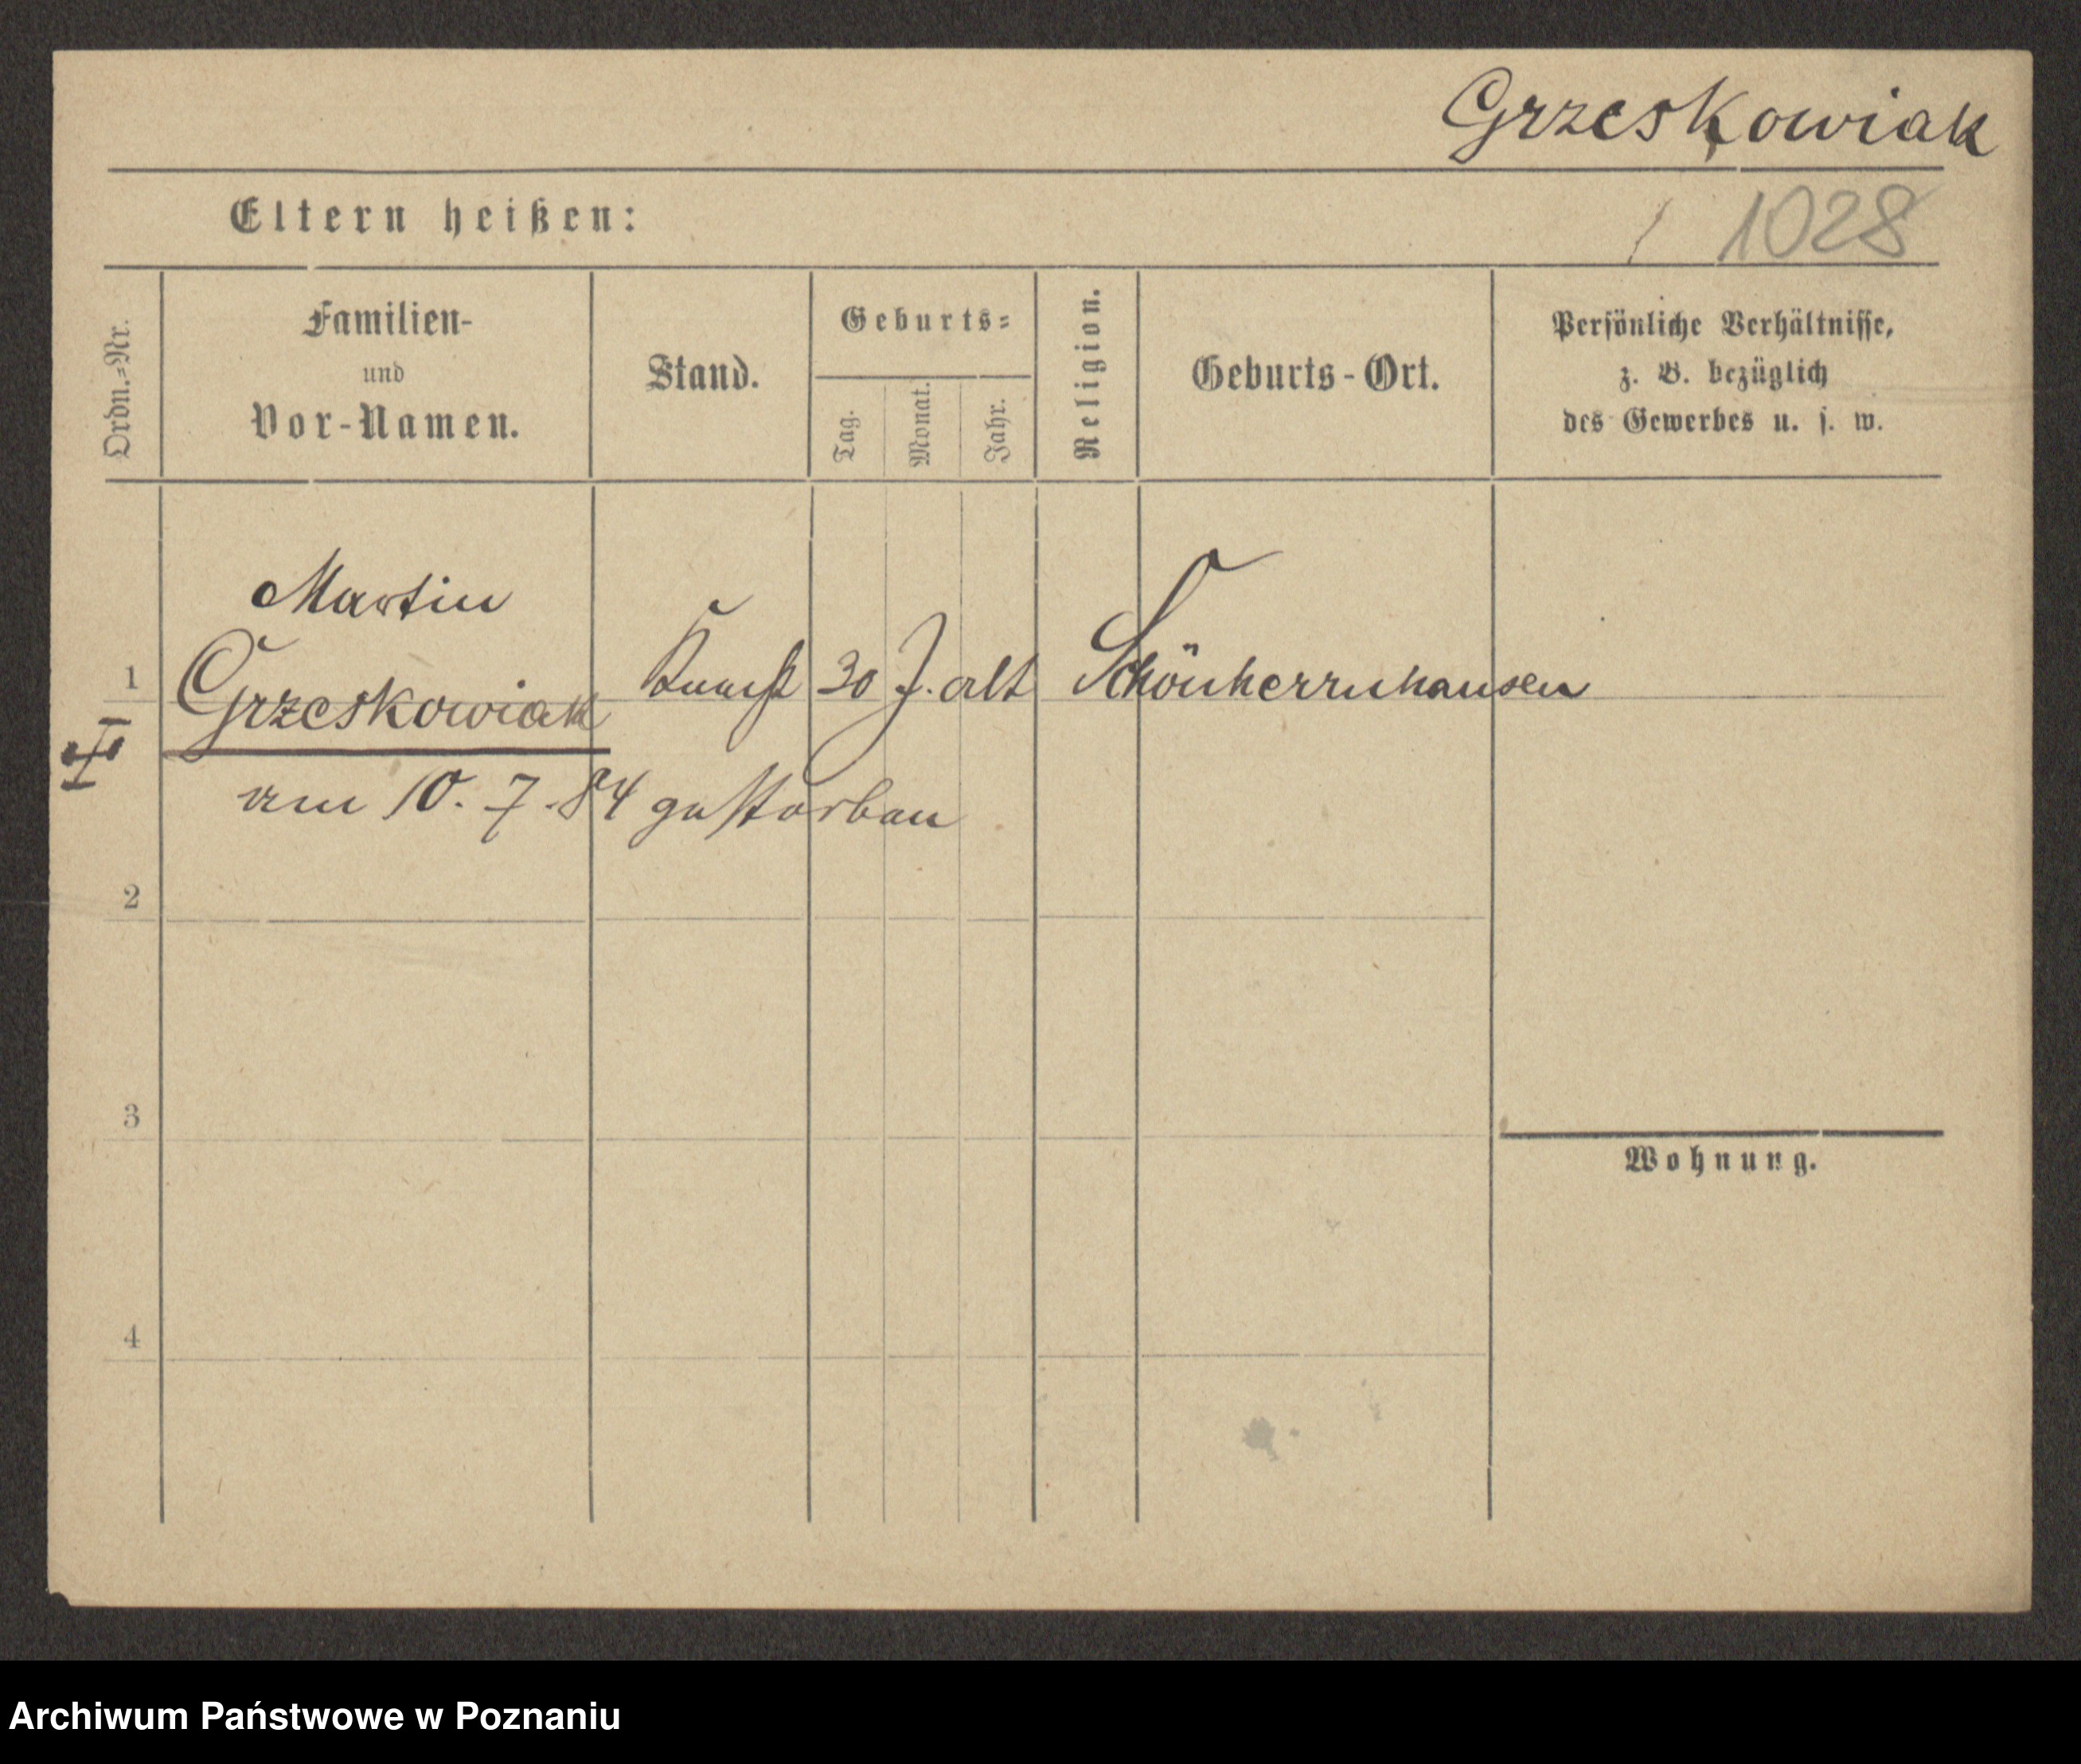 Grzeskowiak
Eltern heißen:
1028
Ordn.=Nr.
Familien-
und
Vor-Namen.
Stand.
Geburts=
Tag.
Monat.
Jahr.
Religion.
Geburts-Ort.
Persönliche Verhältnisse,
z. B. bezüglich
des Gewerbes u. s. w.
Martin
1 Grzeskowiak Knecht 30 J. alt Schönherrnhausen
am 10. 7. 84 gestorben
2
3
Wohnung.
4
Archiwum Państwowe w Poznaniu